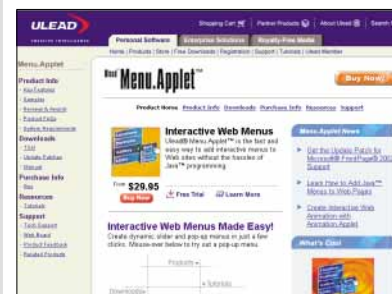 ULEAD
Shopping Cart
Partner Products
About Ulead
Search
Personal Software
Enterprise Solutions
Royalty-Free Media
Home | Products | Store | Free Downloads | Registration | Support | Tutorials | Ulead Member
Menu.Applet
Ulead Menu.Applet™
Buy Now
Product Home Product Info Downloads Purchase Info Resources Support
Product Info
Key Features
Samples
Product FAQs
System Requirements
Downloads
Trial
Update Patches
Manual
Purchase Info
Buy
Resources
Tutorials
Support
Tech Support
Web Board
Product Feedback
Related Products
Interactive Web Menus
Ulead® Menu.Applet™ is the fast and
easy way to add interactive menus to
Web sites without the hassles of
Java™ programming.
From $29.95
Buy Now
Free Trial
Learn More
Interactive Web Menus Made Easy!
Create dynamic slider and pop-up menus in just a few
clicks. Mouse-over below to try out a pop-up menu.
Products
Tutorials
Downloads
Menu.Applet News
Get the Update Patch for
Microsoft® FrontPage® 2002
Support
Learn How to Add Java™
Menus to Web Pages
Create Interactive Web
Animation with
Animation.Applet
What's Cool